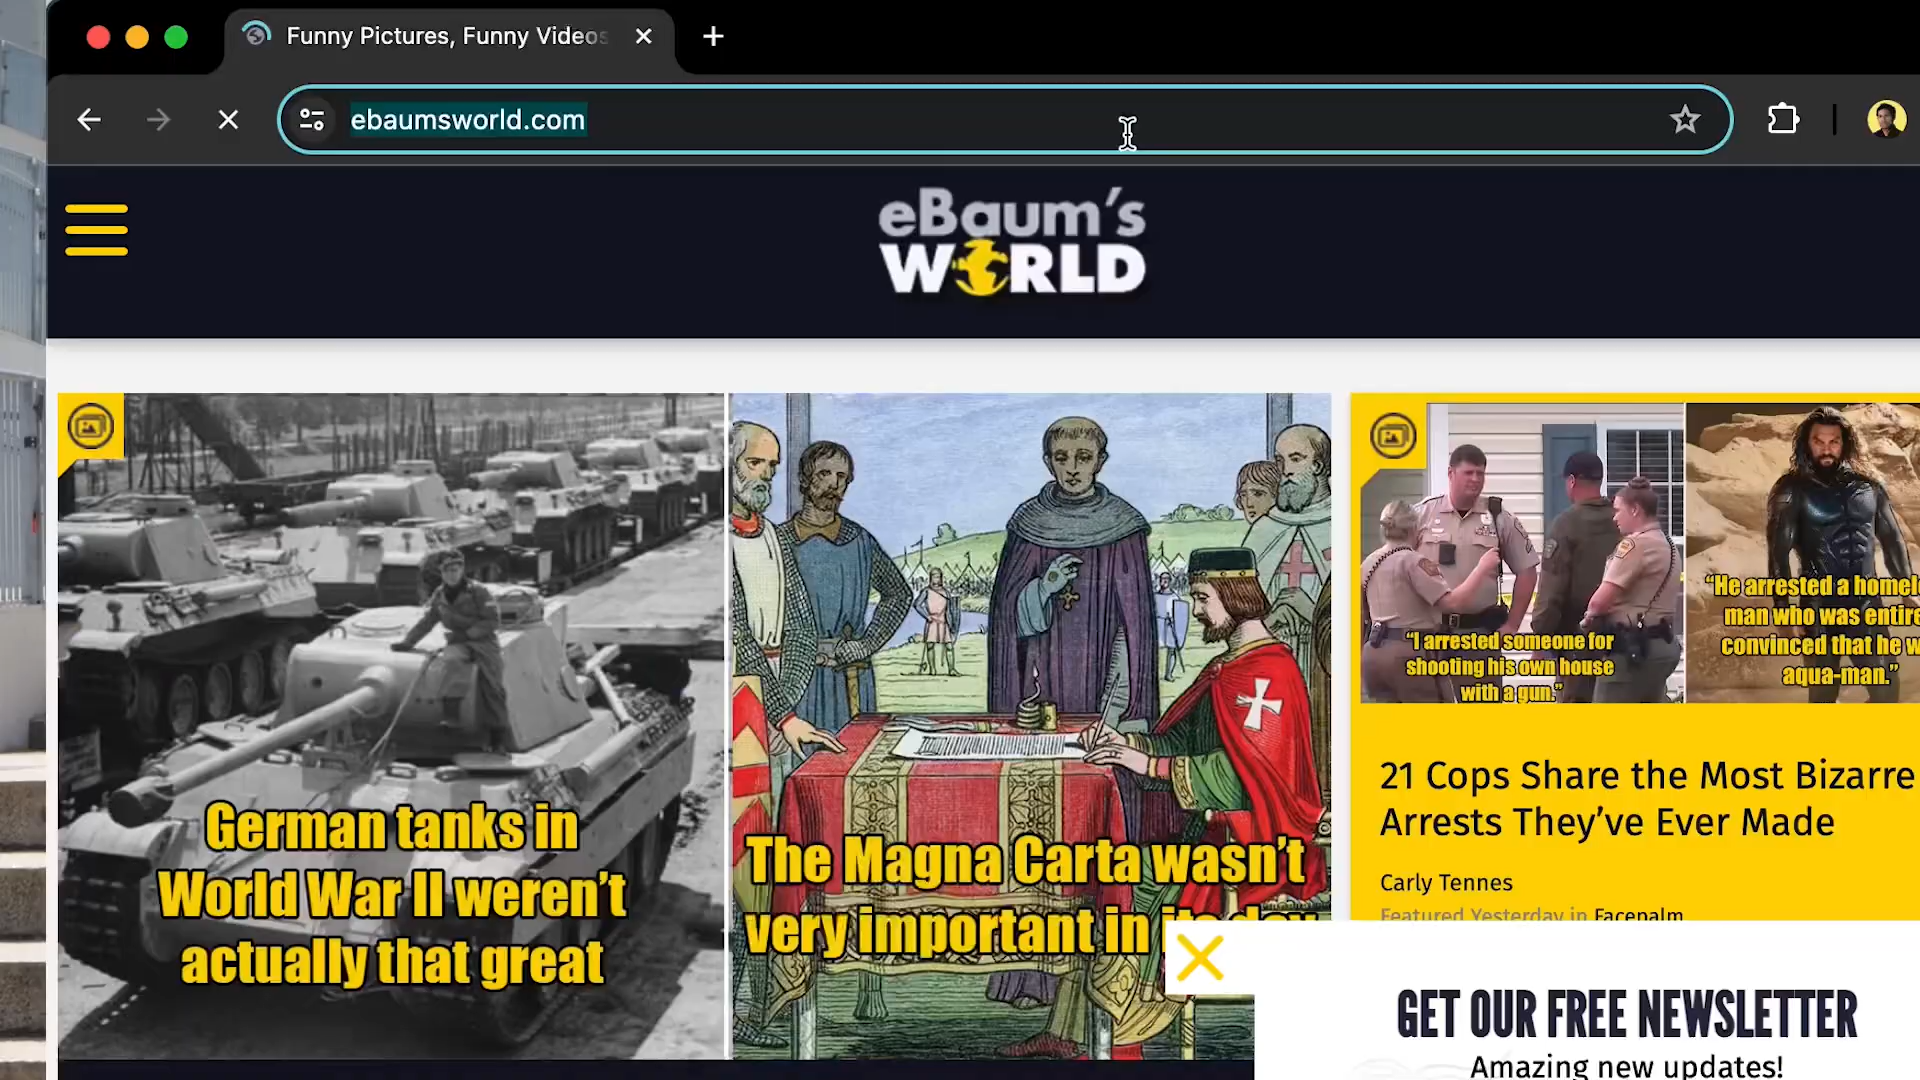 Funny Pictures, Funny Videos
ebaumsworld.com
eBaum's
WORLD
German tanks in
World War II weren't
actually that great
The Magna Carta wasn't
very important in its day
"I arrested someone for
shooting his own house
with a gun."
"He arrested a homel
man who was entire
convinced that he w
aqua-man."
21 Cops Share the Most Bizarre
Arrests They've Ever Made
Carly Tennes
Featured Yesterday in Facepalm
GET OUR FREE NEWSLETTER
Amazing new updates!